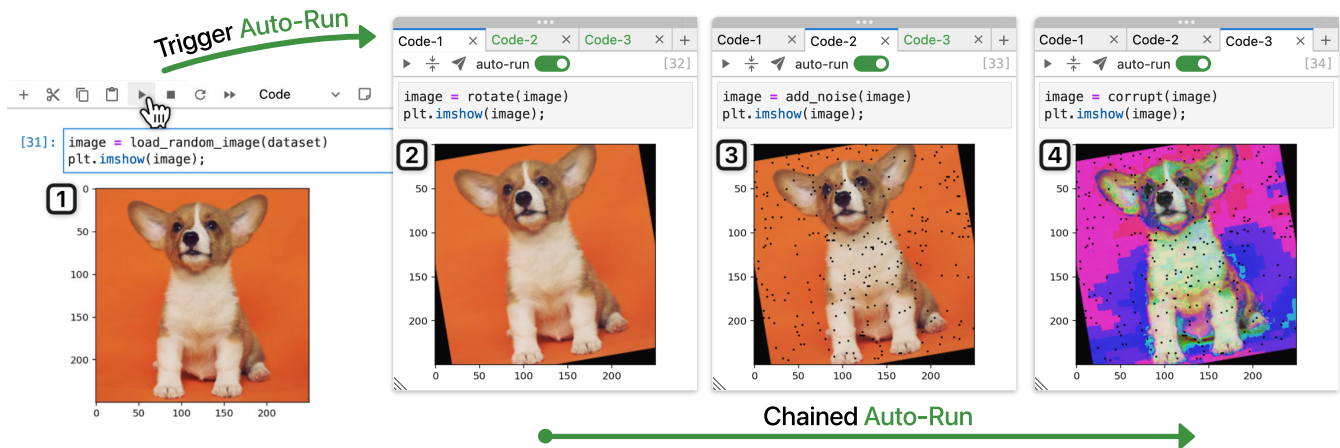 Trigger Auto-Run
Code
[31]:
image = load_random_image(dataset)
plt.imshow(image);
1
0
50
100
150
200
0 50 100 150 200
Code-1 Code-2 Code-3
auto-run [32]
image = rotate(image)
plt.imshow(image);
2
50
100
150
200
0 50 100 150 200
Code-1 Code-2 Code-3
auto-run [33]
image = add_noise(image)
plt.imshow(image);
3
50
100
150
200
0 50 100 150 200
Code-1 Code-2 Code-3
auto-run [34]
image = corrupt(image)
plt.imshow(image);
4
50
100
150
200
0 50 100 150 200
Chained Auto-Run